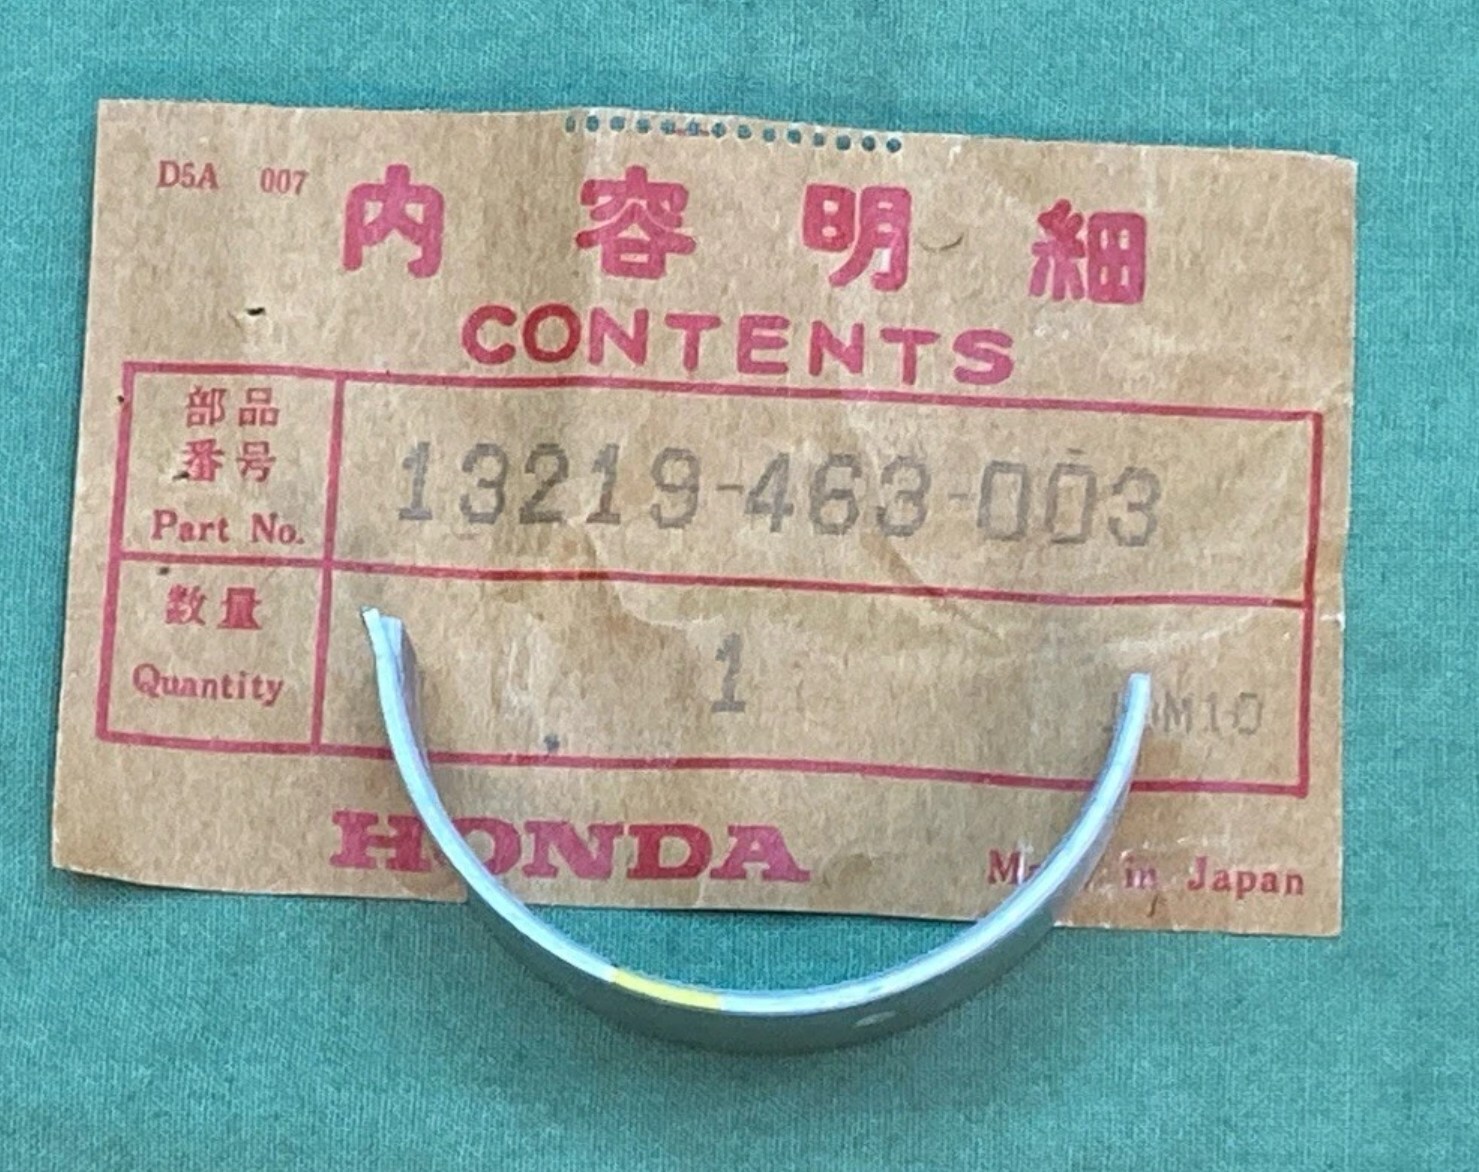 D5A 007
内容明細
CONTENTS
部品
番号
Part No.
13219-463-003
数量
Quantity
1
HONDA
in Japan